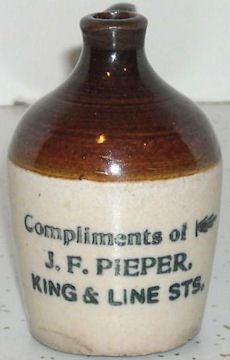 Compliments of
J. F. PIEPER,
KING & LINE STS.